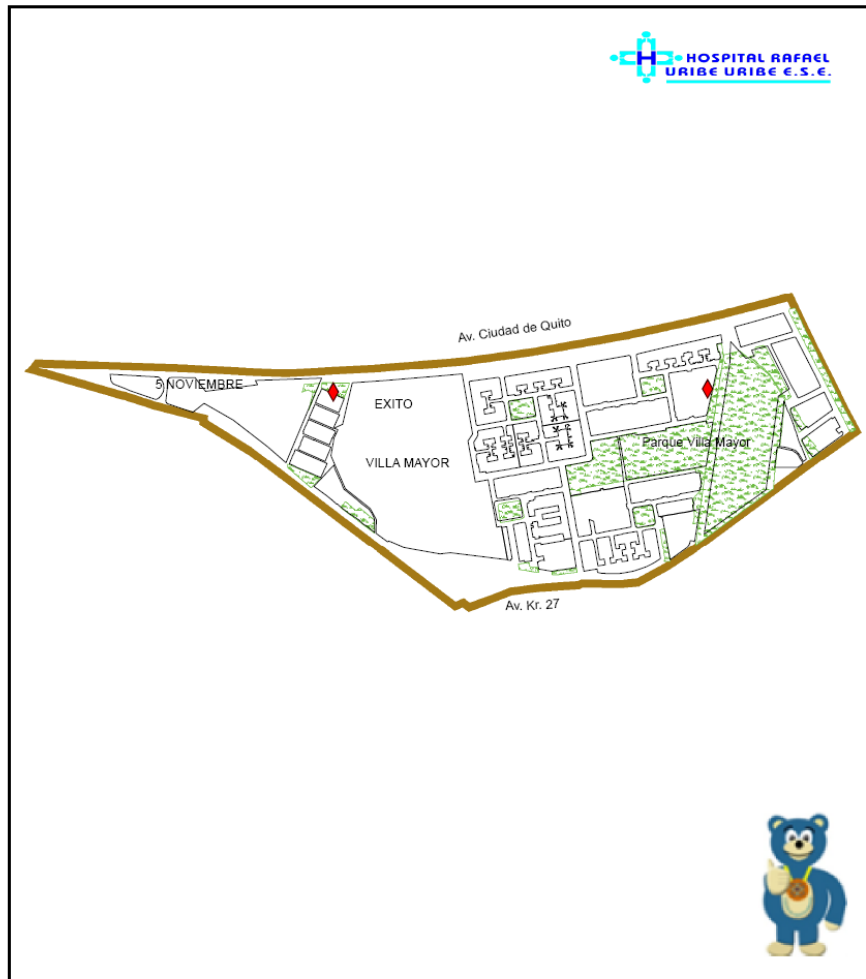 H HOSPITAL RAFAEL
URIBE URIBE E.S.E.
Av. Ciudad de Quito
5 NOVIEMBRE
EXITO
Parque Villa Mayor
VILLA MAYOR
Av. Kr. 27